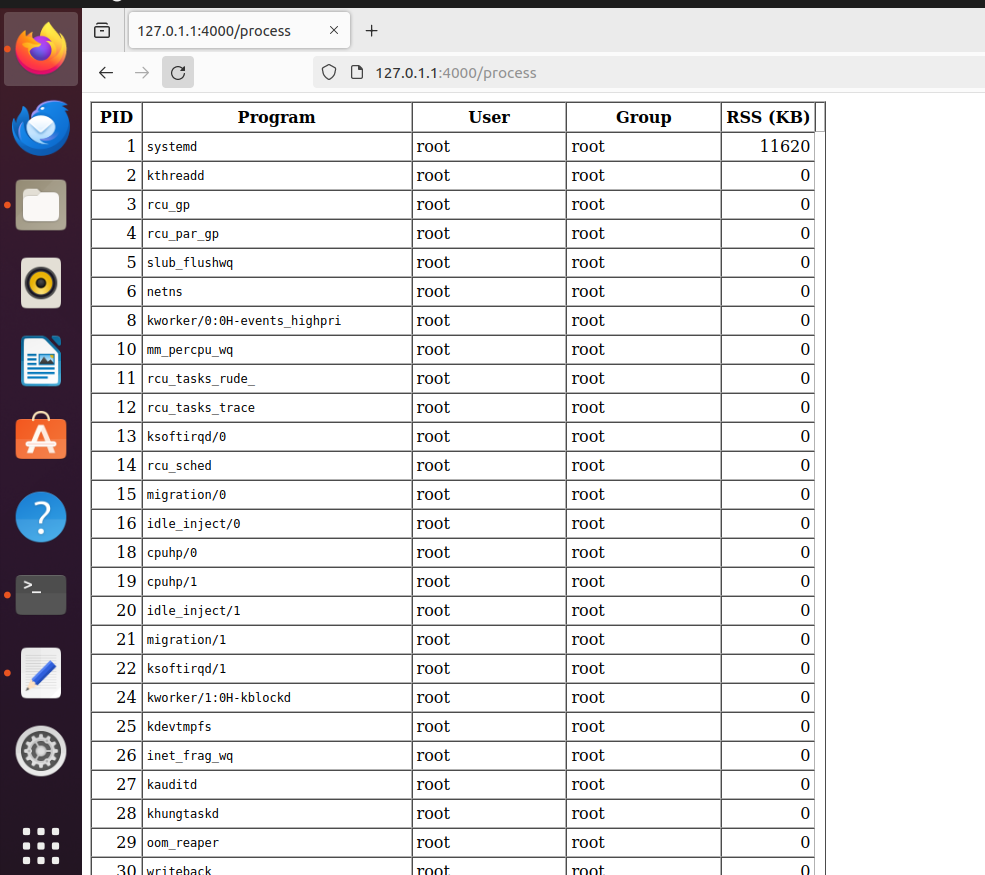 127.0.1.1:4000/process
127.0.1.1:4000/process
PID Program User Group RSS (KB)
1 systemd root root 11620
2 kthreadd root root 0
3 rcu_gp root root 0
4 rcu_par_gp root root 0
5 slub_flushwq root root 0
6 netns root root 0
8 kworker/0:0H-events_highpri root root 0
10 mm_percpu_wq root root 0
11 rcu_tasks_rude_ root root 0
12 rcu_tasks_trace root root 0
13 ksoftirqd/0 root root 0
14 rcu_sched root root 0
15 migration/0 root root 0
16 idle_inject/0 root root 0
18 cpuhp/0 root root 0
19 cpuhp/1 root root 0
20 idle_inject/1 root root 0
21 migration/1 root root 0
22 ksoftirqd/1 root root 0
24 kworker/1:0H-kblockd root root 0
25 kdevtmpfs root root 0
26 inet_frag_wq root root 0
27 kauditd root root 0
28 khungtaskd root root 0
29 oom_reaper root root 0
30 writeback root root 0